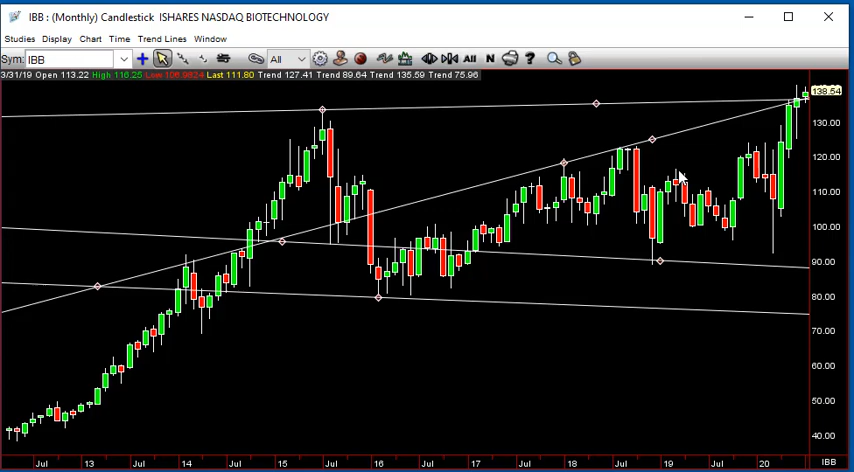 IBB : (Monthly) Candlestick ISHARES NASDAQ BIOTECHNOLOGY
Studies Display Chart Time Trend Lines Window
Sym: IBB All All N ?
3/31/19 Open 113.22 High 116.25 Low 106.9824 Last 111.80 Trend 127.41 Trend 89.64 Trend 135.59 Trend 75.96
138.54
130.00
120.00
110.00
100.00
90.00
80.00
70.00
60.00
50.00
40.00
Jul 13 Jul 14 Jul 15 Jul 16 Jul 17 Jul 18 Jul 19 Jul 20 IBB